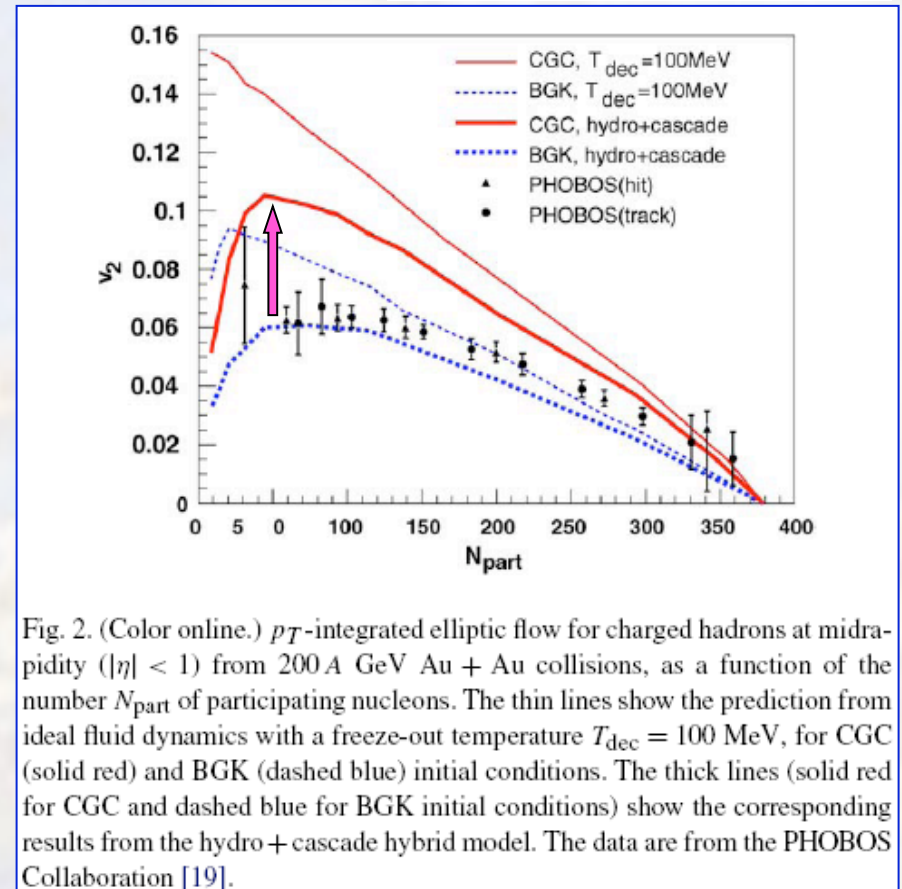 0.16
0.14
0.12
0.1
0.08
0.06
0.04
0.02
0
v2
CGC, T dec =100MeV
BGK, T dec =100MeV
CGC, hydro+cascade
BGK, hydro+cascade
PHOBOS(hit)
PHOBOS(track)
0 5 0 100 150 200 250 300 350 400
Npart
Fig. 2. (Color online.) pT-integrated elliptic flow for charged hadrons at midra-
pidity (|η| < 1) from 200A GeV Au + Au collisions, as a function of the
number Npart of participating nucleons. The thin lines show the prediction from
ideal fluid dynamics with a freeze-out temperature Tdec = 100 MeV, for CGC
(solid red) and BGK (dashed blue) initial conditions. The thick lines (solid red
for CGC and dashed blue for BGK initial conditions) show the corresponding
results from the hydro + cascade hybrid model. The data are from the PHOBOS
Collaboration [19].